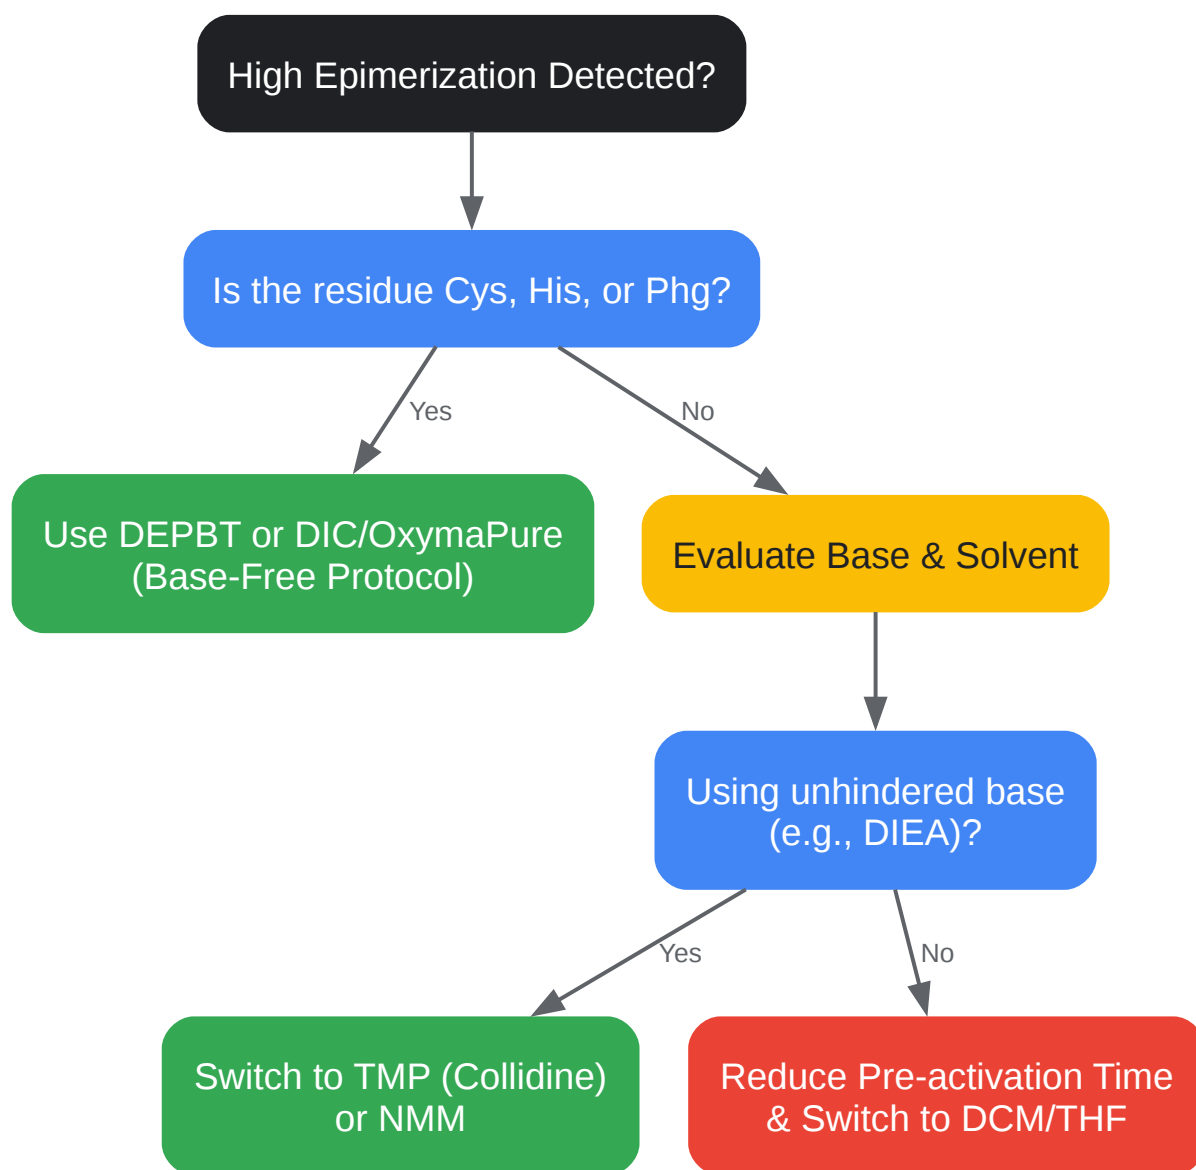 High Epimerization Detected?
Is the residue Cys, His, or Phg?
Yes
No
Use DEPBT or DIC/OxymaPure
(Base-Free Protocol)
Evaluate Base & Solvent
Using unhindered base
(e.g., DIEA)?
Yes
No
Switch to TMP (Collidine)
or NMM
Reduce Pre-activation Time
& Switch to DCM/THF